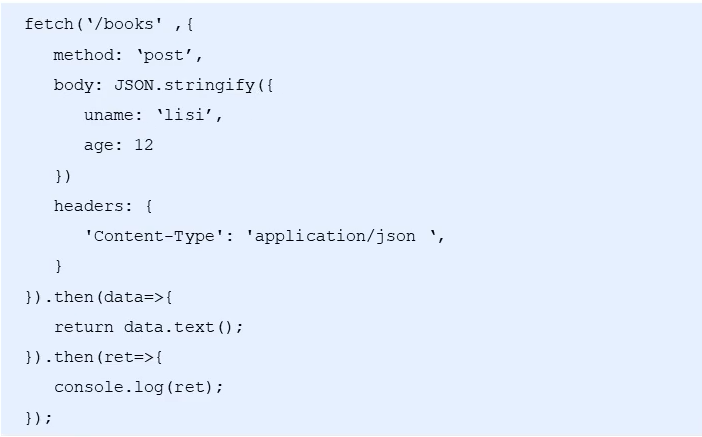 fetch(‘/books' ,{
method: ‘post’,
body: JSON.stringify({
uname: ‘lisi’,
age: 12
})
headers: {
'Content-Type': 'application/json ‘,
}
}).then(data=>{
return data.text();
}).then(ret=>{
console.log(ret);
});